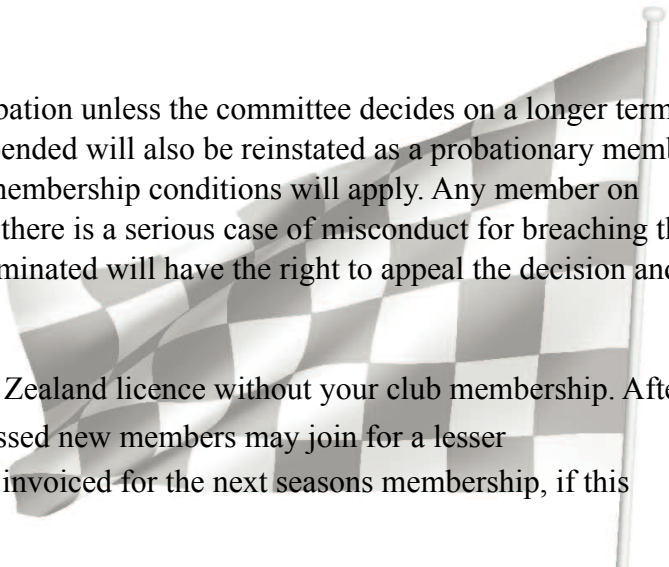 bation unless the committee decides on a longer term
ended will also be reinstated as a probationary memb
membership conditions will apply. Any member on
there is a serious case of misconduct for breaching th
minated will have the right to appeal the decision and
Zealand licence without your club membership. Afte
ssed new members may join for a lesser
invoiced for the next seasons membership, if this